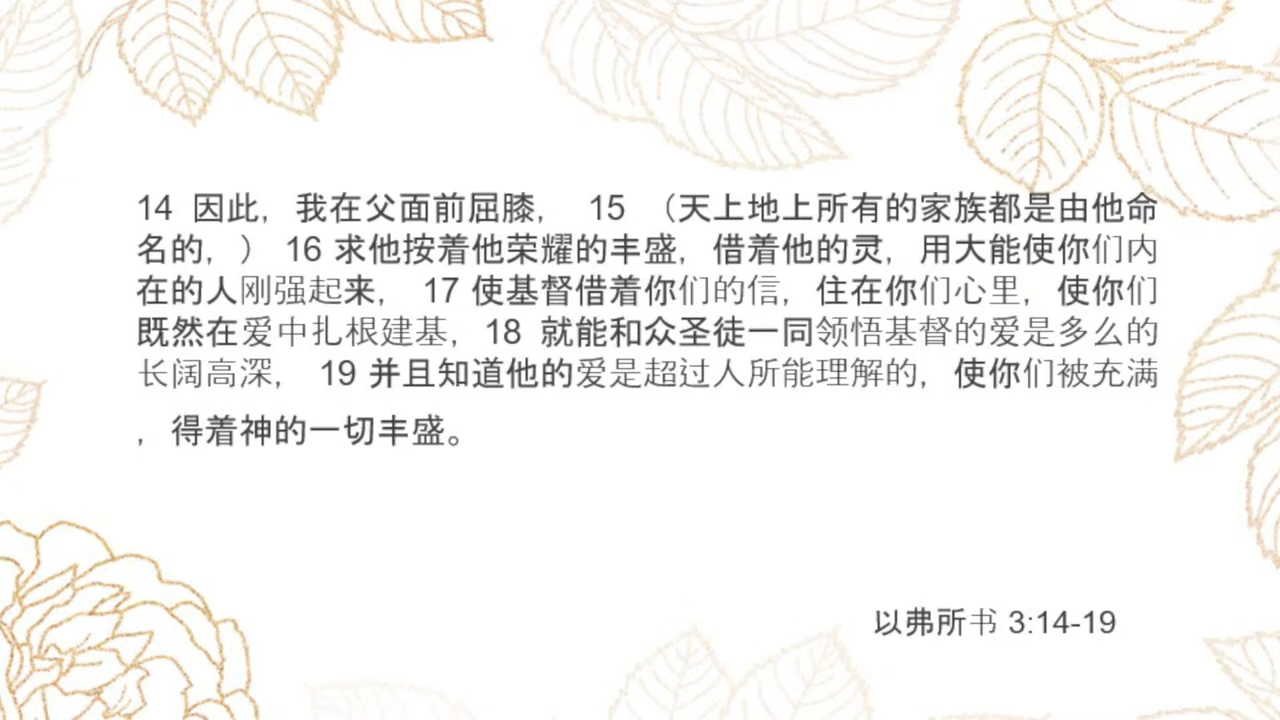 14 因此，我在父面前屈膝， 15 （天上地上所有的家族都是由他命
名的，） 16 求他按着他荣耀的丰盛，借着他的灵，用大能使你们内
在的人刚强起来， 17 使基督借着你们的信，住在你们心里，使你们
既然在爱中扎根建基，18 就能和众圣徒一同领悟基督的爱是多么的
长阔高深， 19 并且知道他的爱是超过人所能理解的，使你们被充满
，得着神的一切丰盛。
以弗所书 3:14-19